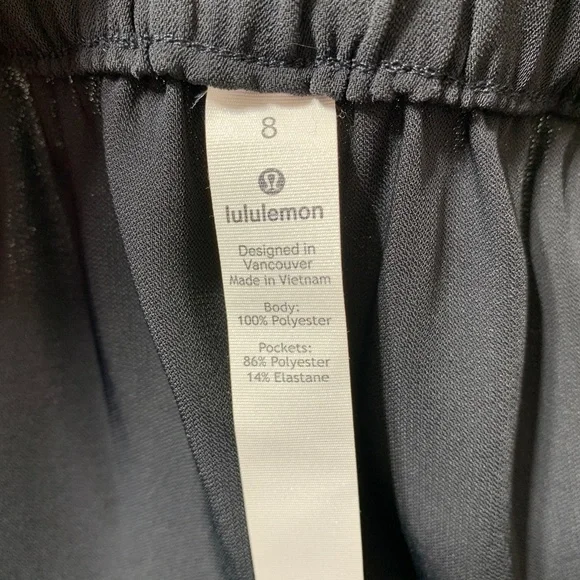 8
lululemon
Designed in
Vancouver
Made in Vietnam
Body:
100% Polyester
Pockets:
86% Polyester
14% Elastane